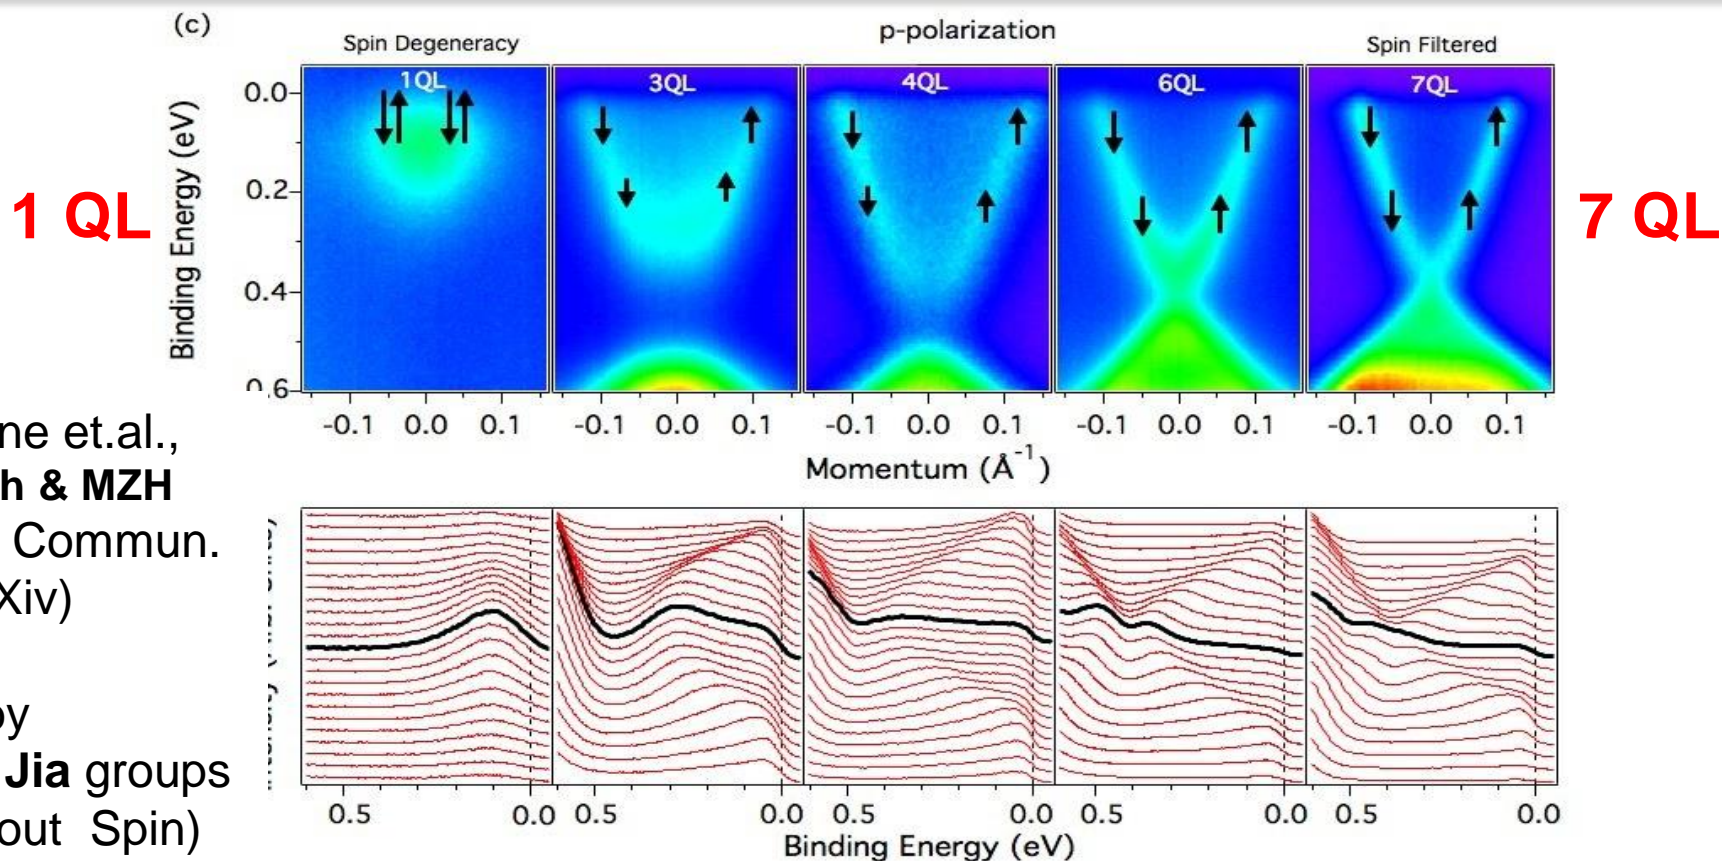 (c)
Spin Degeneracy
p-polarization
Spin Filtered
1QL
3QL
4QL
6QL
7QL
1 QL
7 QL
Binding Energy (eV)
0.0
0.2
0.4
0.6
-0.1 0.0 0.1
-0.1 0.0 0.1
-0.1 0.0 0.1
-0.1 0.0 0.1
-0.1 0.0 0.1
Momentum (Å⁻¹)
ne et.al.,
h & MZH
Commun.
Xiv)
by
Jia groups
out Spin)
0.5 0.0
0.5 0.0
0.5 0.0
0.5 0.0
0.5 0.0
Binding Energy (eV)